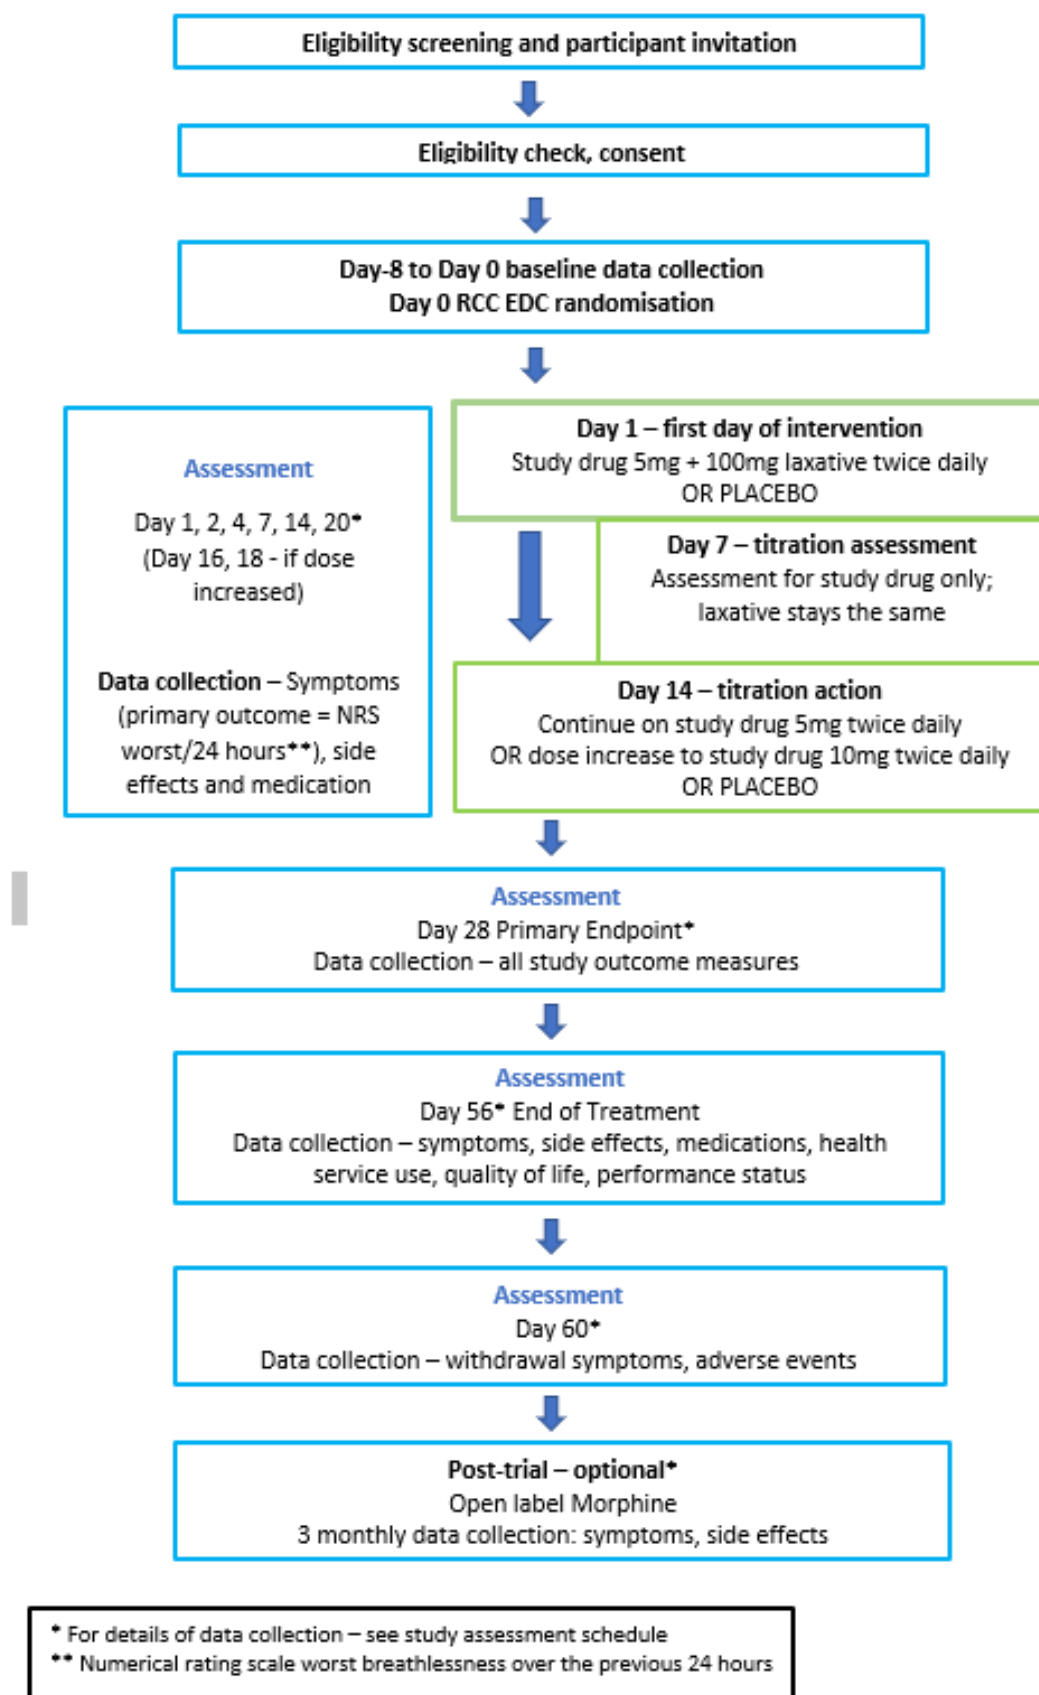 Eligibility screening and participant invitation
Eligibility check, consent
Day-8 to Day 0 baseline data collection
Day 0 RCC EDC randomisation
Assessment
Day 1, 2, 4, 7, 14, 20*
(Day 16, 18 - if dose
increased)
Data collection – Symptoms
(primary outcome = NRS
worst/24 hours**), side
effects and medication
Day 1 – first day of intervention
Study drug 5mg + 100mg laxative twice daily
OR PLACEBO
Day 7 – titration assessment
Assessment for study drug only;
laxative stays the same
Day 14 – titration action
Continue on study drug 5mg twice daily
OR dose increase to study drug 10mg twice daily
OR PLACEBO
Assessment
Day 28 Primary Endpoint*
Data collection – all study outcome measures
Assessment
Day 56* End of Treatment
Data collection – symptoms, side effects, medications, health
service use, quality of life, performance status
Assessment
Day 60*
Data collection – withdrawal symptoms, adverse events
Post-trial – optional*
Open label Morphine
3 monthly data collection: symptoms, side effects
* For details of data collection – see study assessment schedule
** Numerical rating scale worst breathlessness over the previous 24 hours